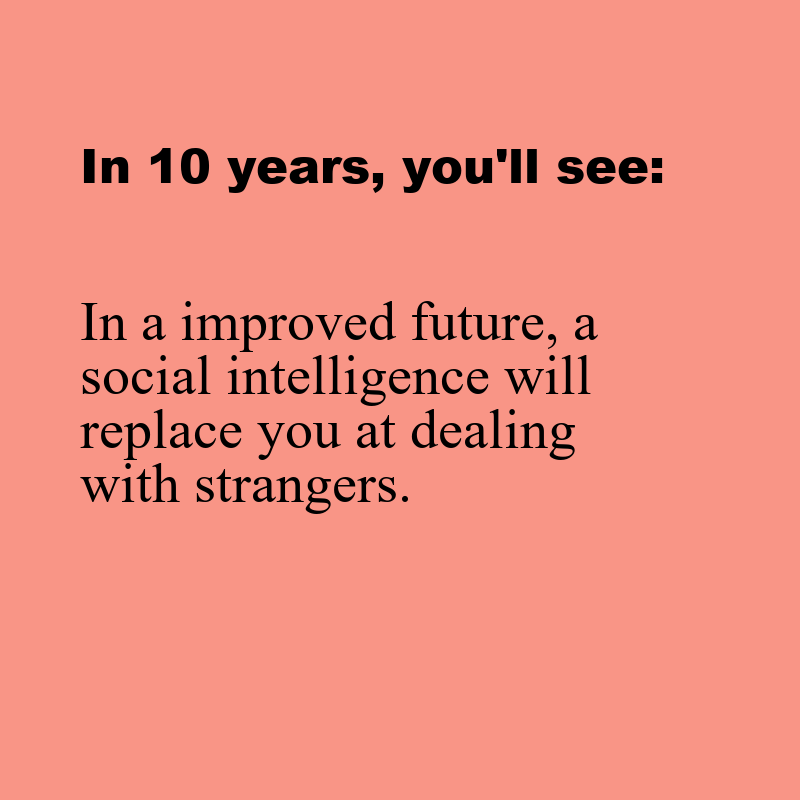 In 10 years, you'll see:
In a improved future, a
social intelligence will
replace you at dealing
with strangers.